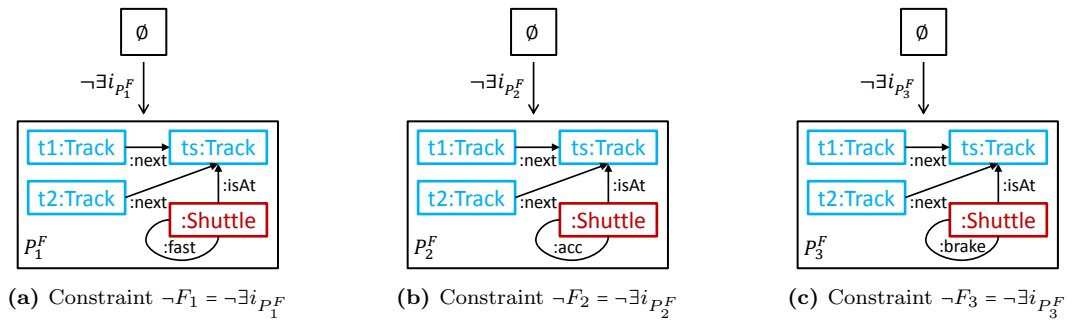 ∅ ∅ ∅
¬∃i_{P_1^F} ¬∃i_{P_2^F} ¬∃i_{P_3^F}
t1:Track :next ts:Track t1:Track :next ts:Track t1:Track :next ts:Track
t2:Track :next :isAt t2:Track :next :isAt t2:Track :next :isAt
:Shuttle :Shuttle :Shuttle
P_1^F :fast P_2^F :acc P_3^F :brake
(a) Constraint ¬F_1 = ¬∃i_{P_1^F} (b) Constraint ¬F_2 = ¬∃i_{P_2^F} (c) Constraint ¬F_3 = ¬∃i_{P_3^F}